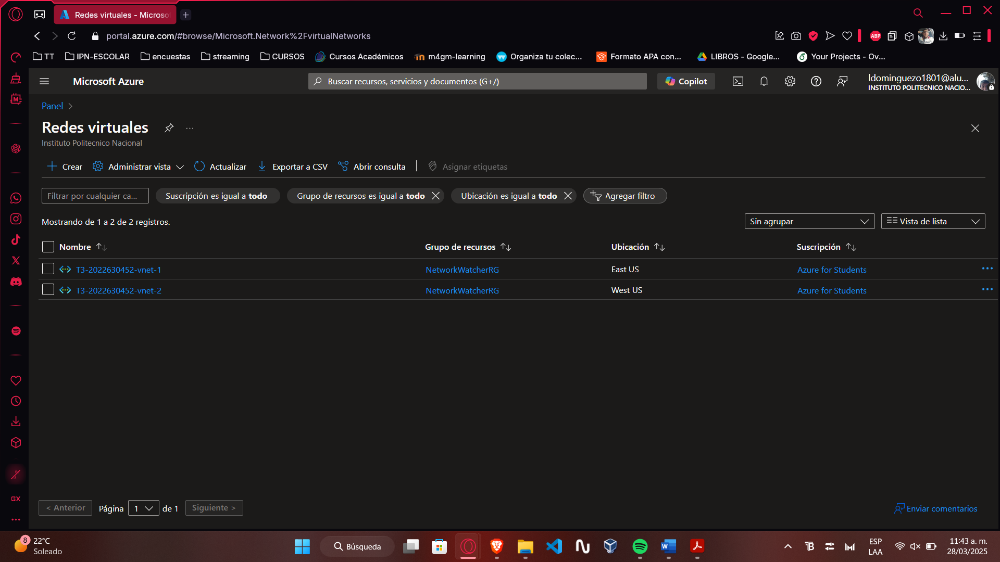 Redes virtuales - Microso
portal.azure.com/#browse/Microsoft.Network%2FvirtualNetworks
ABP
TT
IPN-ESCOLAR
encuestas
streaming
CURSOS
Cursos Académicos
m4gm-learning
Organiza tu colec...
Formato APA con...
LIBROS - Google...
Your Projects - Ov...
Microsoft Azure
Buscar recursos, servicios y documentos (G+/)
Copilot
ldominguezo1801@alu...
INSTITUTO POLITECNICO NACIO...
Panel >
Redes virtuales
...
Instituto Politecnico Nacional
Crear
Administrar vista
Actualizar
Exportar a CSV
Abrir consulta
Asignar etiquetas
Filtrar por cualquier ca...
Suscripción es igual a todo
Grupo de recursos es igual a todo
Ubicación es igual a todo
Agregar filtro
Mostrando de 1 a 2 de 2 registros.
Sin agrupar
Vista de lista
Nombre ↑↓ Grupo de recursos ↑↓ Ubicación ↑↓ Suscripción ↑↓
T3-2022630452-vnet-1 NetworkWatcherRG East US Azure for Students ...
T3-2022630452-vnet-2 NetworkWatcherRG West US Azure for Students ...
< Anterior Página 1 de 1 Siguiente >
Enviar comentarios
GX
8
22°C
Soleado
Búsqueda
ESP
LAA
11:43 a. m.
28/03/2025